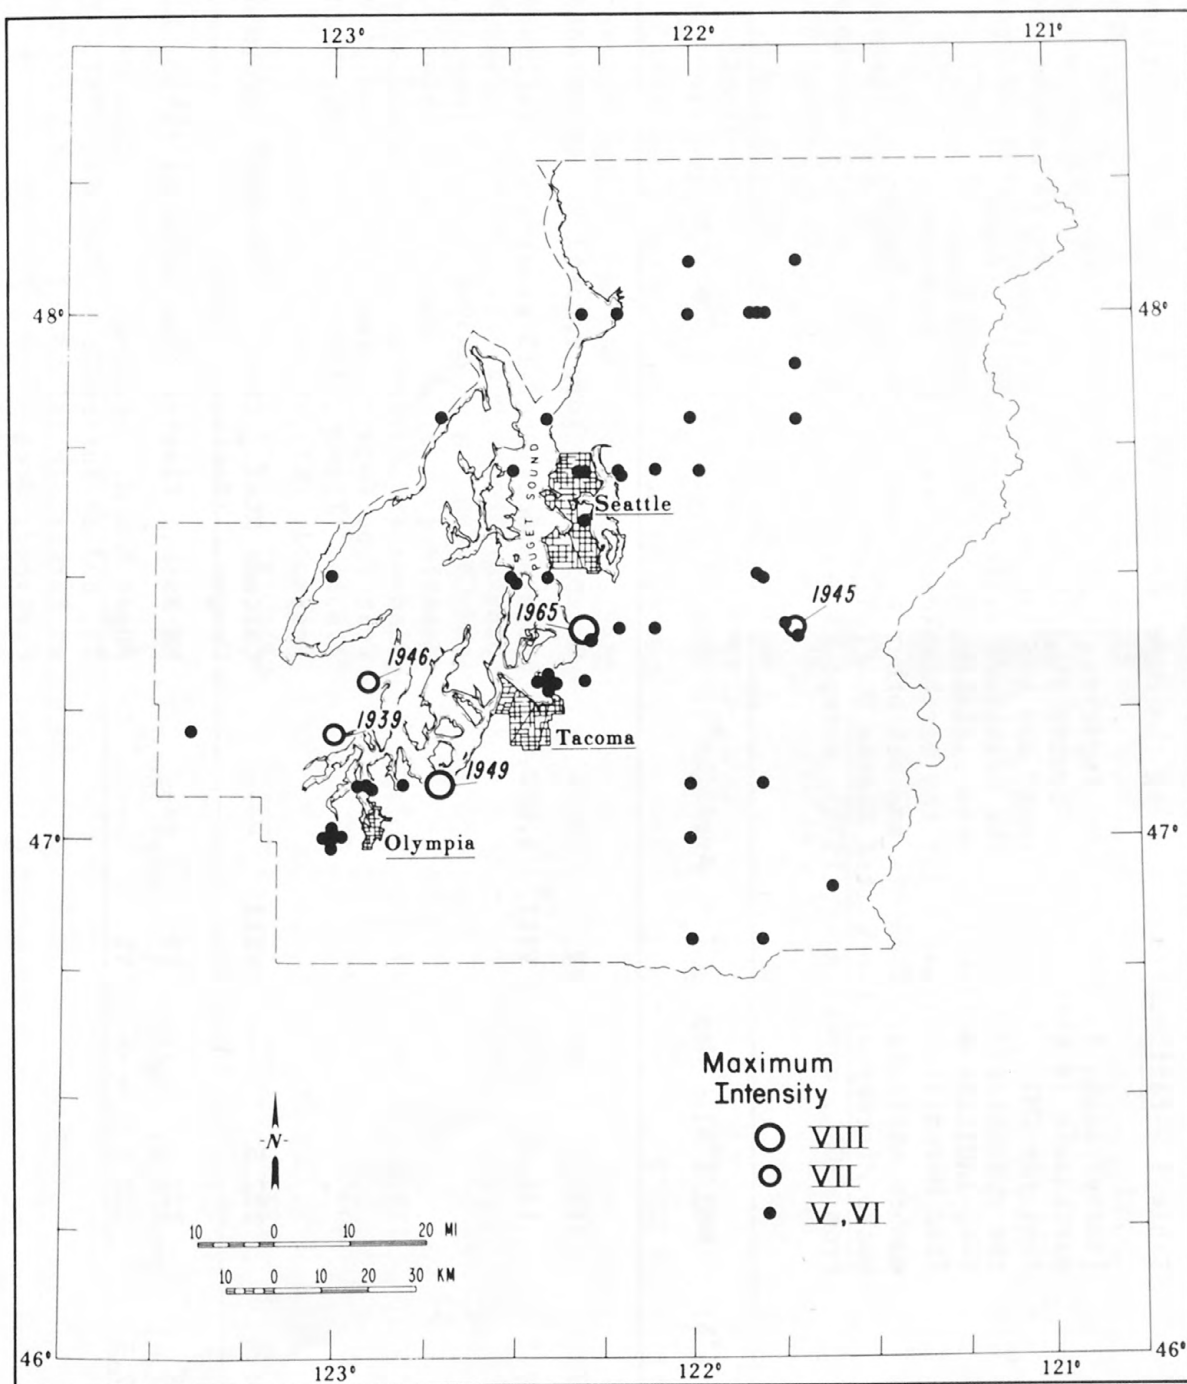 123° 122° 121°
48° 48°
PUGET SOUND
Seattle
1965 1945
1946
1939
Tacoma
1949
47° Olympia 47°
Maximum
Intensity
VIII
VII
V, VI
-N-
10 0 10 20 MI
10 0 10 20 30 KM
46° 46°
123° 122° 121°